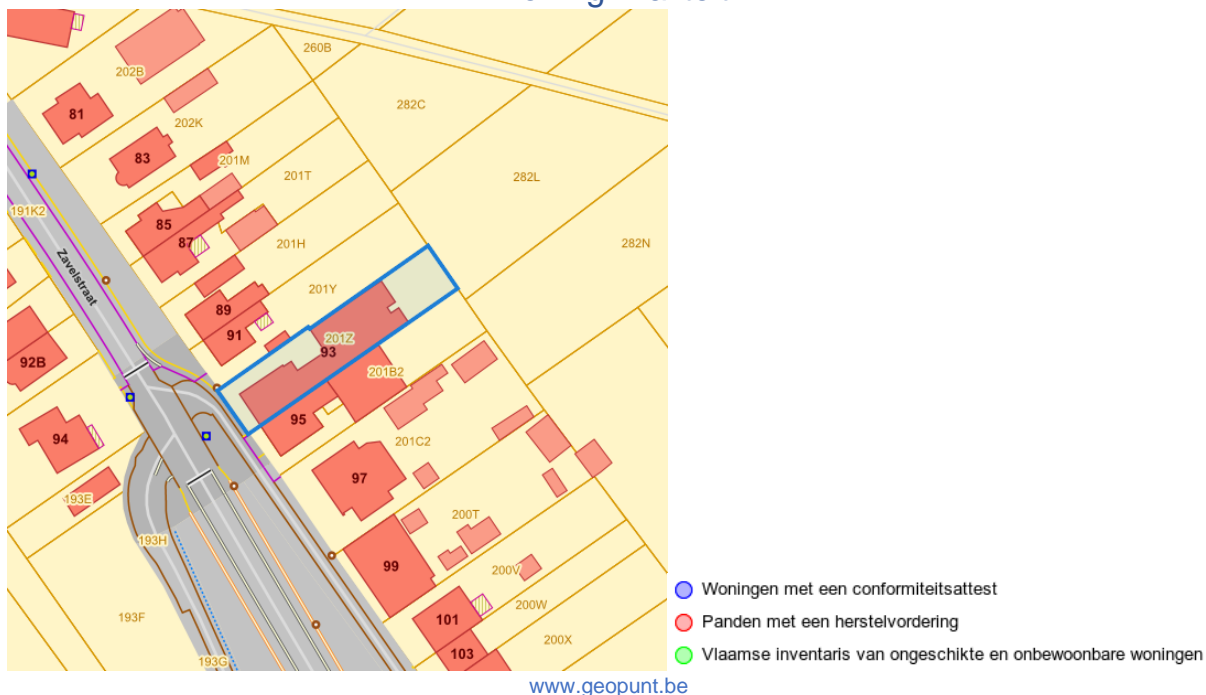 260B
202B
282C
81
202K
83
201M
201T
282L
191K2
85
87
201H
282N
Zavelstraat
201Y
89
91
201Z
93
92B
201B2
95
94
201C2
97
193E
200T
193H
99
200V
200W
193F
101
200X
103
193G
Woningen met een conformiteitsattest
Panden met een herstelvordering
Vlaamse inventaris van ongeschikte en onbewoonbare woningen
www.geopunt.be